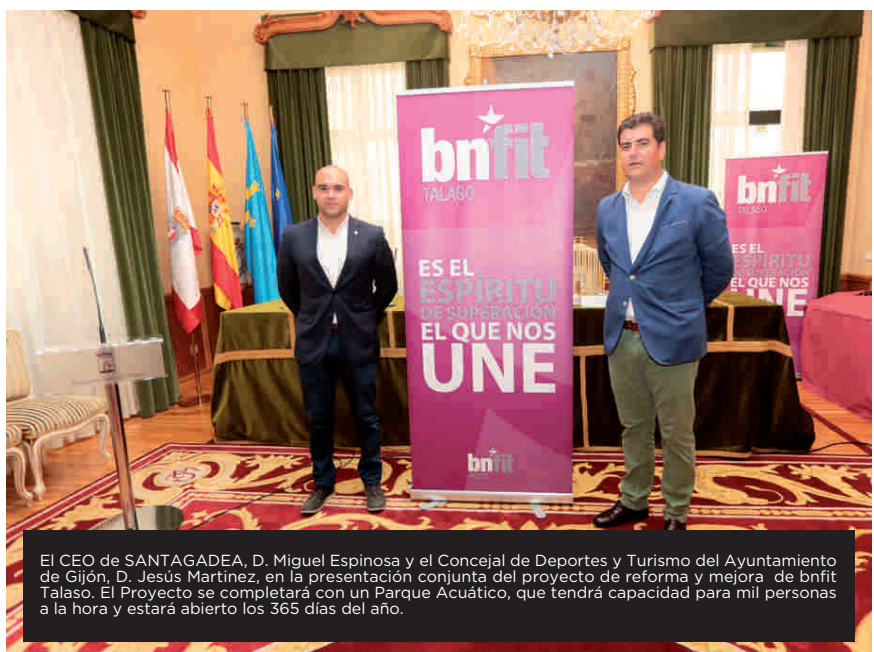 bnfit
TALASO
ES EL
ESPÍRITU
DE SUPERACIÓN
EL QUE NOS
UNE
bnfit
bnfit
TALASO
ES EL
ESPÍRITU
DE SUPERACIÓN
EL QUE NOS
UNE
El CEO de SANTAGADEA, D. Miguel Espinosa y el Concejal de Deportes y Turismo del Ayuntamiento
de Gijón, D. Jesús Martinez, en la presentación conjunta del proyecto de reforma y mejora de bnfit
Talaso. El Proyecto se completará con un Parque Acuático, que tendrá capacidad para mil personas
a la hora y estará abierto los 365 días del año.